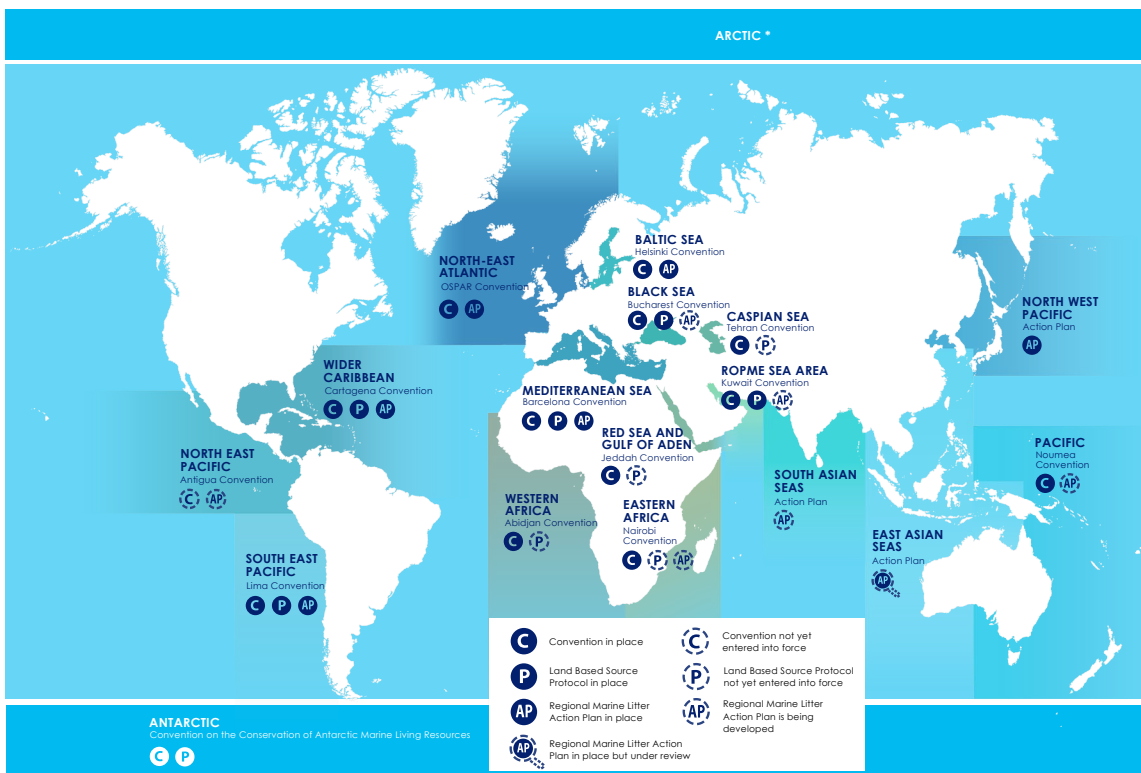 ARCTIC *
NORTH-EAST
ATLANTIC
OSPAR Convention
C AP
BALTIC SEA
Helsinki Convention
C AP
BLACK SEA
Bucharest Convention
C P AP
CASPIAN SEA
Tehran Convention
C P
NORTH WEST
PACIFIC
Action Plan
AP
WIDER
CARIBBEAN
Cartagena Convention
C P AP
MEDITERRANEAN SEA
Barcelona Convention
C P AP
ROPME SEA AREA
Kuwait Convention
C P AP
RED SEA AND
GULF OF ADEN
Jeddah Convention
C P
NORTH EAST
PACIFIC
Antigua Convention
C AP
PACIFIC
Noumea
Convention
C AP
SOUTH ASIAN
SEAS
Action Plan
AP
WESTERN
AFRICA
Abidjan Convention
C P
EASTERN
AFRICA
Nairobi
Convention
C P AP
EAST ASIAN
SEAS
Action Plan
AP
SOUTH EAST
PACIFIC
Lima Convention
C P AP
C Convention in place
C Convention not yet
entered into force
P Land Based Source
Protocol in place
P Land Based Source Protocol
not yet entered into force
AP Regional Marine Litter
Action Plan in place
AP Regional Marine Litter
Action Plan is being
developed
AP Regional Marine Litter Action
Plan in place but under review
ANTARCTIC
Convention on the Conservation of Antarctic Marine Living Resources
C P